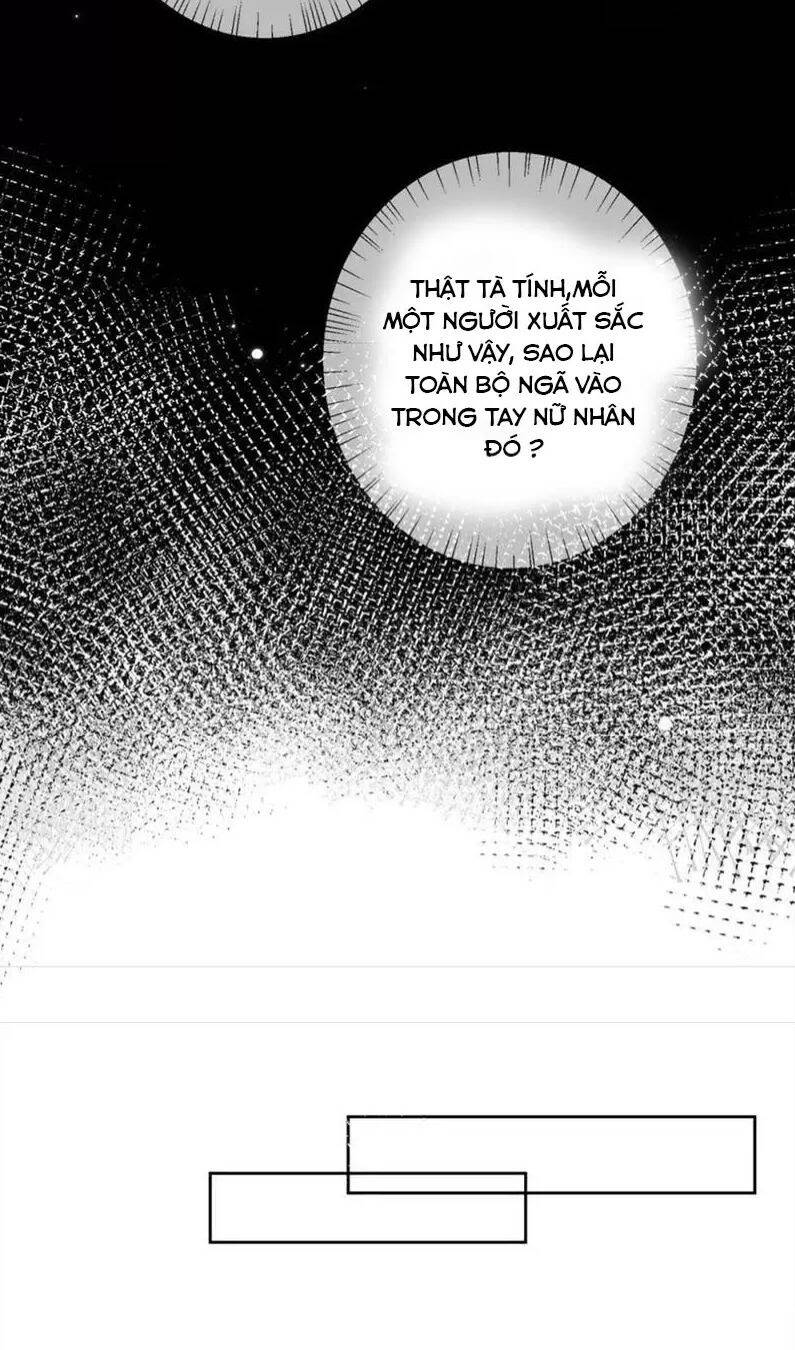 THẬT TÀ TÍNH,MỖI
MỘT NGƯỜI XUẤT SẮC
NHƯ VẬY, SAO LẠI
TOÀN BỘ NGÃ VÀO
TRONG TAY NỮ NHÂN
ĐÓ ?